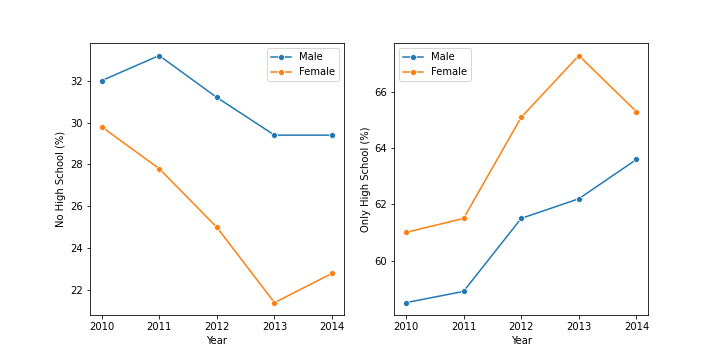 No High School (%)
32
30
28
26
24
22
Male
Female
2010 2011 2012 2013 2014
Year
Only High School (%)
66
64
62
60
Male
Female
2010 2011 2012 2013 2014
Year